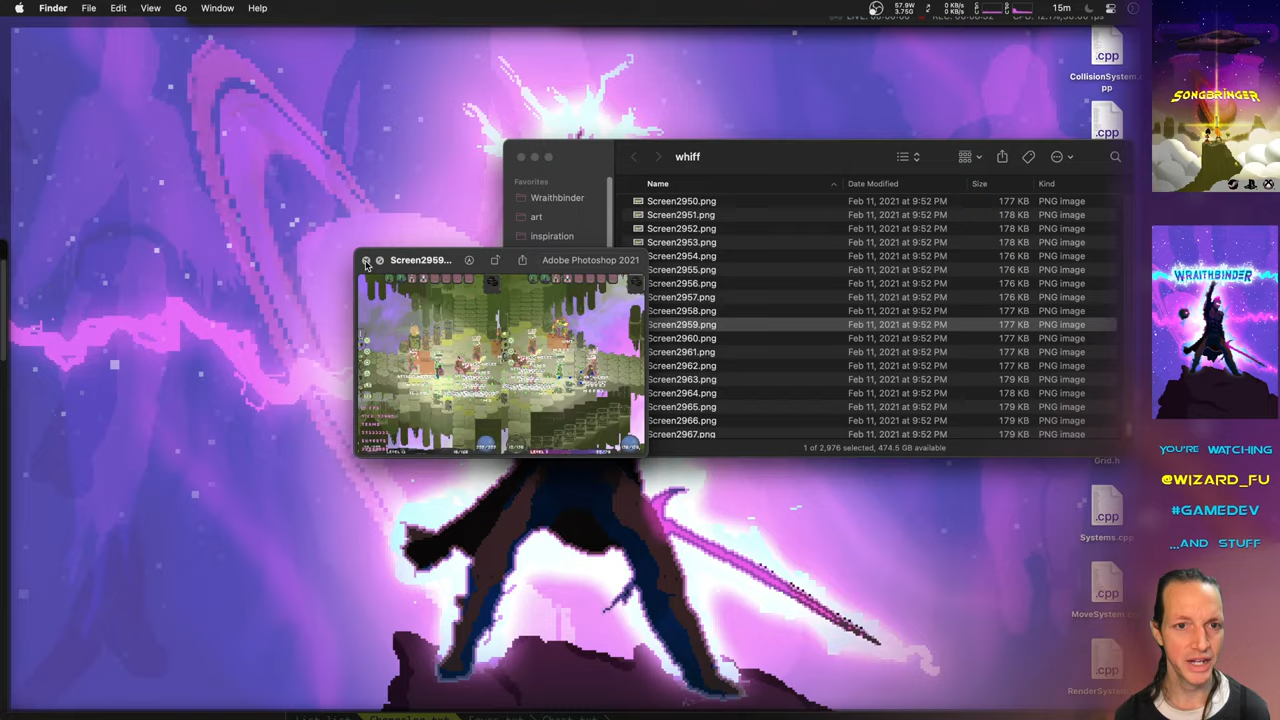 Finder File Edit View Go Window Help
57.9W 0 KB/s 15m
3.75G 0 KB/s
CollisionSystem.c
pp
SONGBRINGER
whiff
Favorites Name Date Modified Size Kind
Wraithbinder
art
inspiration
Screen2950.png Feb 11, 2021 at 9:52 PM 177 KB PNG image
Screen2951.png Feb 11, 2021 at 9:52 PM 178 KB PNG image
Screen2952.png Feb 11, 2021 at 9:52 PM 178 KB PNG image
Screen2953.png Feb 11, 2021 at 9:52 PM 178 KB PNG image
Screen2954.png Feb 11, 2021 at 9:52 PM 176 KB PNG image
Screen2955.png Feb 11, 2021 at 9:52 PM 178 KB PNG image
Screen2956.png Feb 11, 2021 at 9:52 PM 177 KB PNG image
Screen2957.png Feb 11, 2021 at 9:52 PM 176 KB PNG image
Screen2958.png Feb 11, 2021 at 9:52 PM 176 KB PNG image
Screen2959.png Feb 11, 2021 at 9:52 PM 177 KB PNG image
Screen2960.png Feb 11, 2021 at 9:52 PM 177 KB PNG image
Screen2961.png Feb 11, 2021 at 9:52 PM 176 KB PNG image
Screen2962.png Feb 11, 2021 at 9:52 PM 177 KB PNG image
Screen2963.png Feb 11, 2021 at 9:52 PM 179 KB PNG image
Screen2964.png Feb 11, 2021 at 9:52 PM 178 KB PNG image
Screen2965.png Feb 11, 2021 at 9:52 PM 179 KB PNG image
Screen2966.png Feb 11, 2021 at 9:52 PM 179 KB PNG image
Screen2967.png Feb 11, 2021 at 9:52 PM 179 KB PNG image
1 of 2,976 selected, 474.5 GB available
Screen2959... Adobe Photoshop 2021
WRAITHBINDER
Grid.h
.cpp
Systems.cpp
.cpp
MoveSystem.cpp
.cpp
RenderSystem.
YOU'RE WATCHING
@WIZARD_FU
#GAMEDEV
...AND STUFF